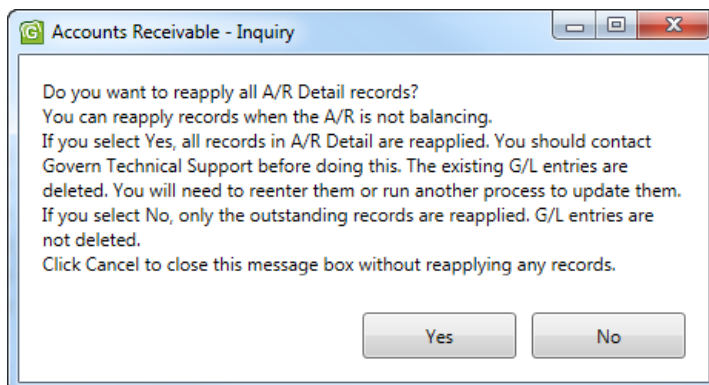 Accounts Receivable - Inquiry
Do you want to reapply all A/R Detail records?
You can reapply records when the A/R is not balancing.
If you select Yes, all records in A/R Detail are reapplied. You should contact
Govern Technical Support before doing this. The existing G/L entries are
deleted. You will need to reenter them or run another process to update them.
If you select No, only the outstanding records are reapplied. G/L entries are
not deleted.
Click Cancel to close this message box without reapplying any records.
Yes No